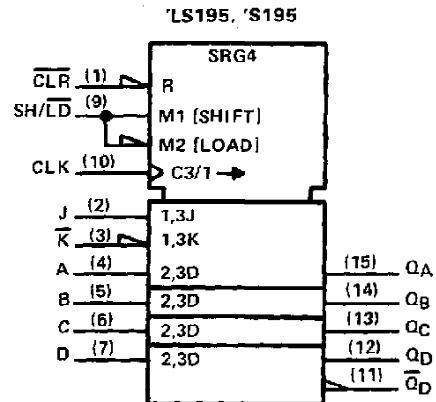 'LS195, 'S195
SRG4
CLR (1) R
SH/LD (9) M1 [SHIFT]
M2 [LOAD]
CLK (10) C3/1
J (2) 1,3J
K (3) 1,3K
A (4) 2,3D (15) QA
B (5) 2,3D (14) QB
C (6) 2,3D (13) QC
D (7) 2,3D (12) QD
(11) QD